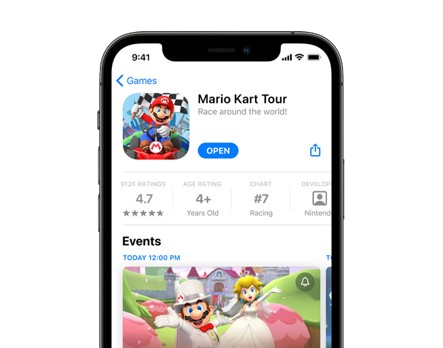 9:41
Games
Mario Kart Tour
Race around the world!
OPEN
912K RATINGS
AGE RATING
CHART
DEVELOP
4.7
4+
#7
Years Old
Racing
Nintend
Events
TODAY 12:00 PM